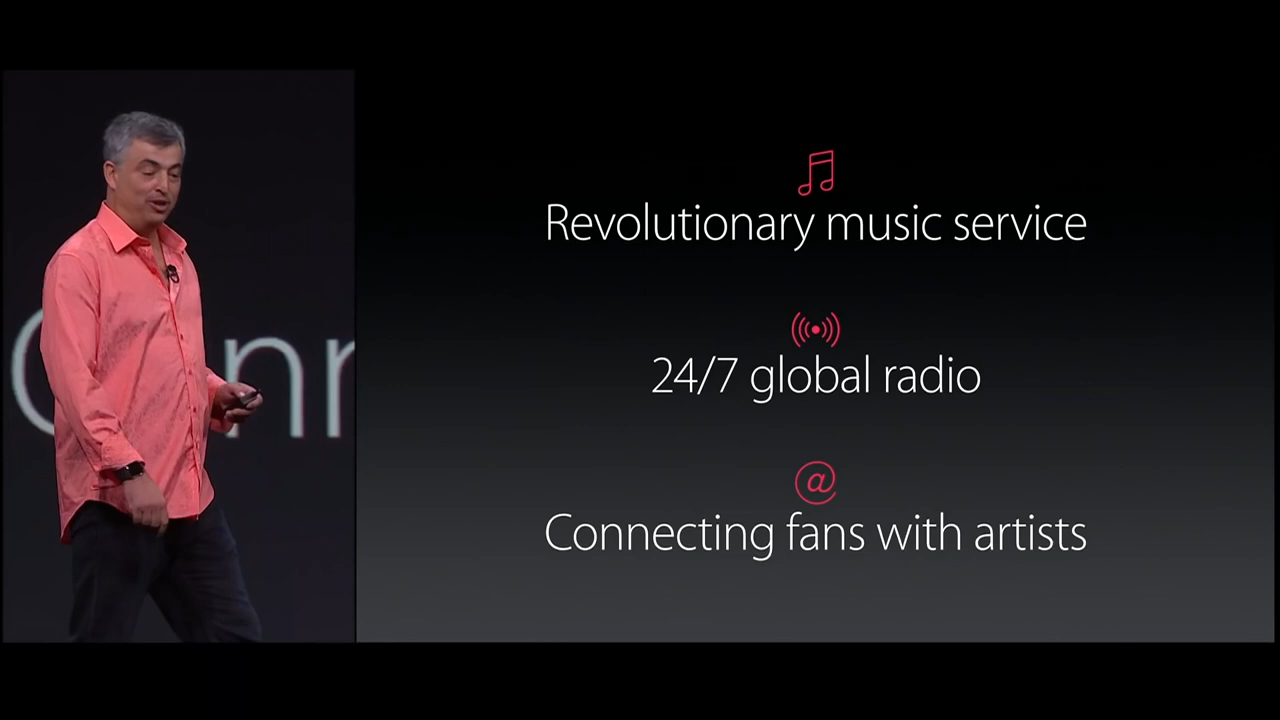 Revolutionary music service
24/7 global radio
@
Connecting fans with artists